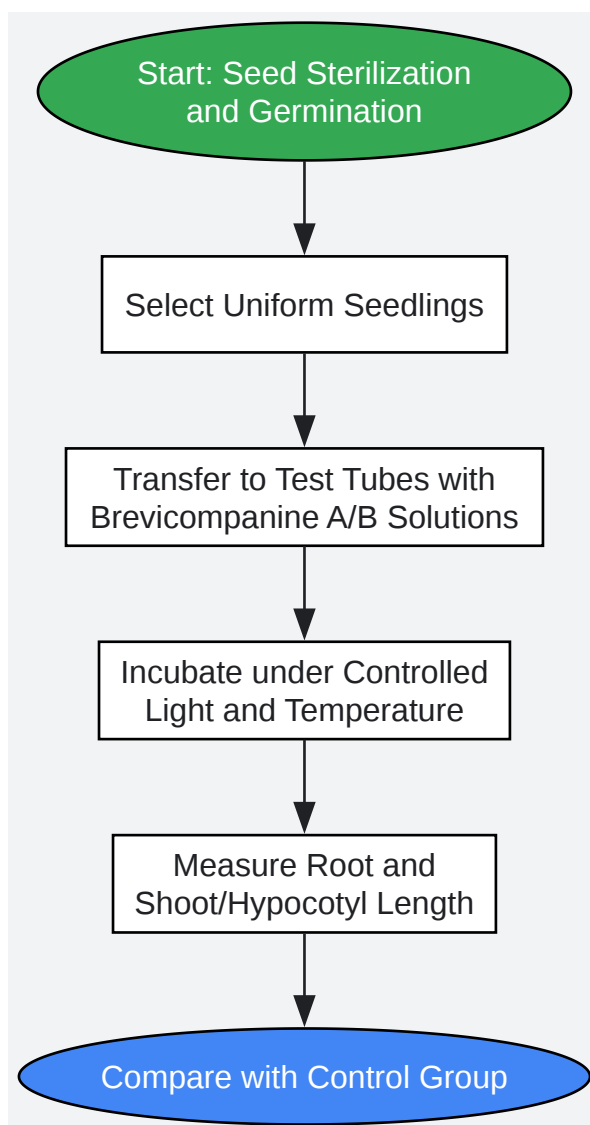 Start: Seed Sterilization
and Germination
Select Uniform Seedlings
Transfer to Test Tubes with
Brevicompanine A/B Solutions
Incubate under Controlled
Light and Temperature
Measure Root and
Shoot/Hypocotyl Length
Compare with Control Group